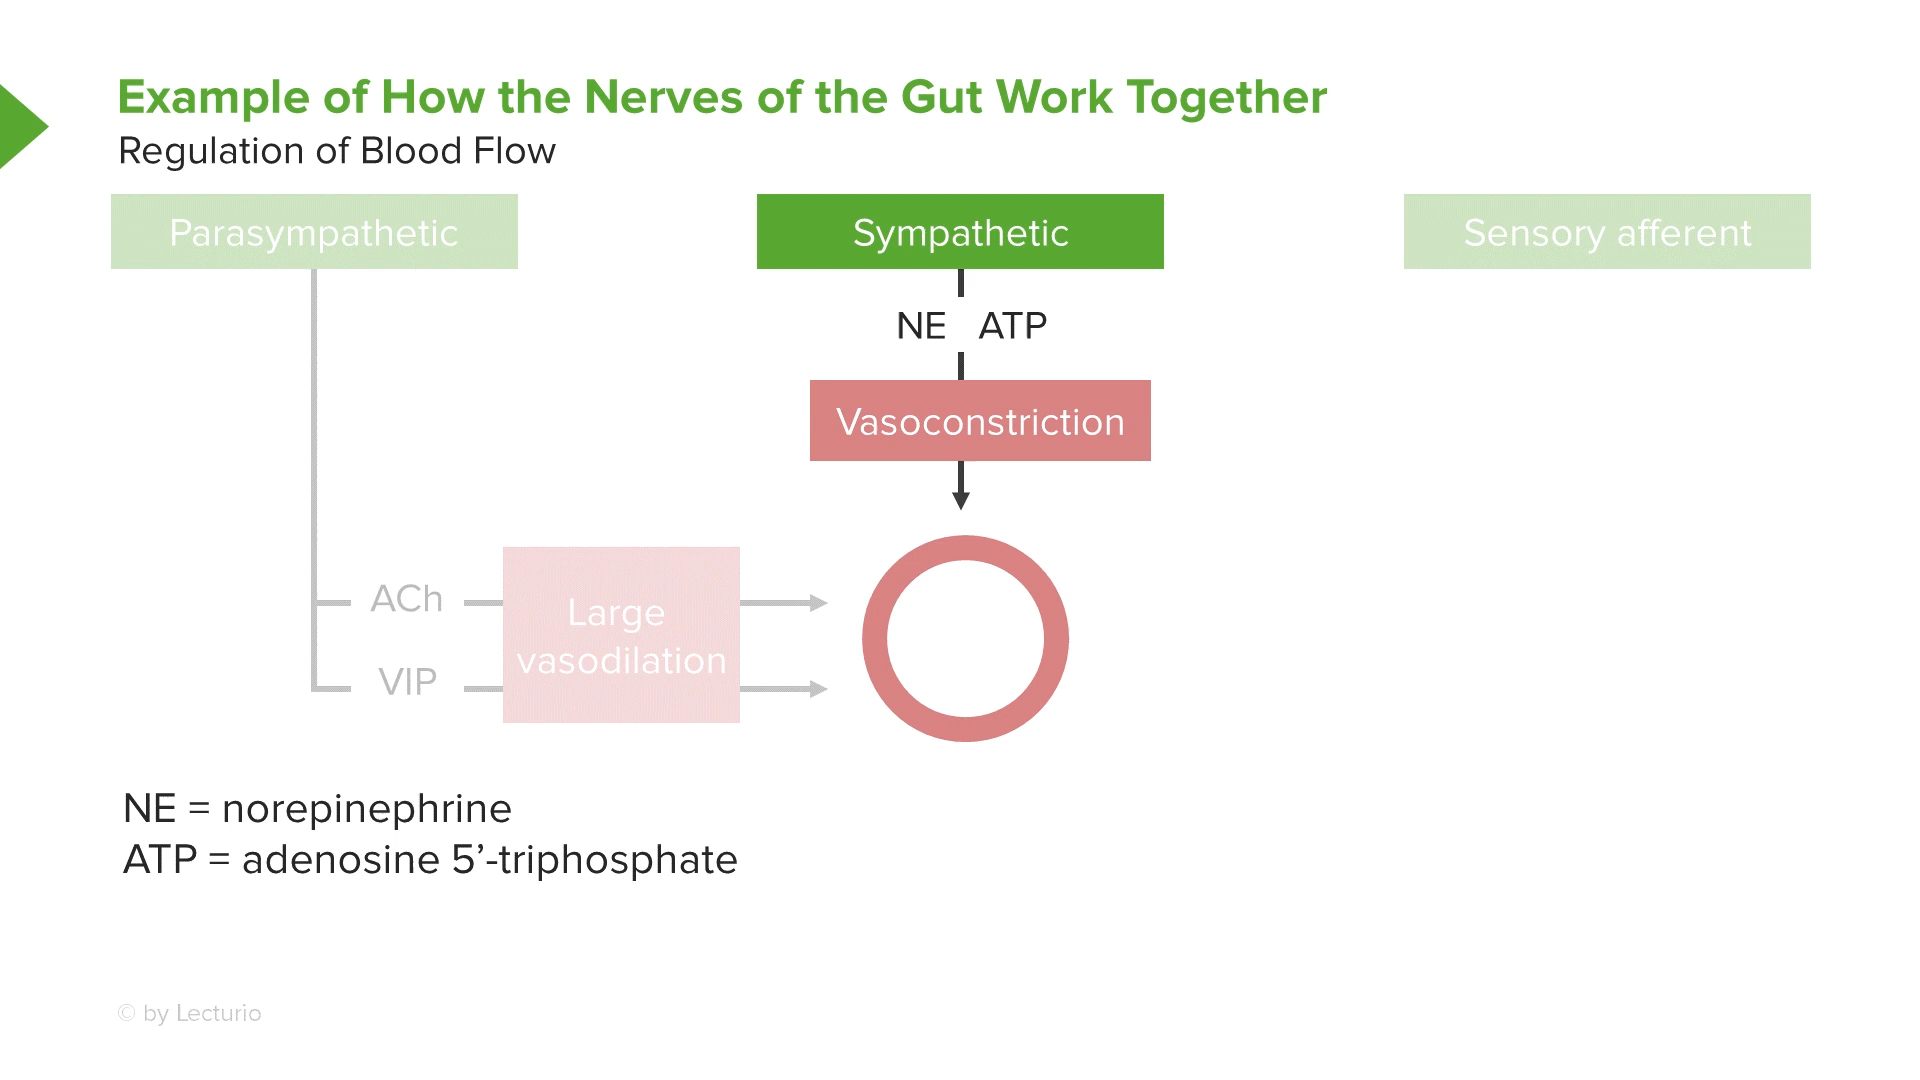 Example of How the Nerves of the Gut Work Together
Regulation of Blood Flow
Parasympathetic
Sympathetic
Sensory afferent
NE ATP
Vasoconstriction
ACh
VIP
Large
vasodilation
NE = norepinephrine
ATP = adenosine 5’-triphosphate
© by Lecturio